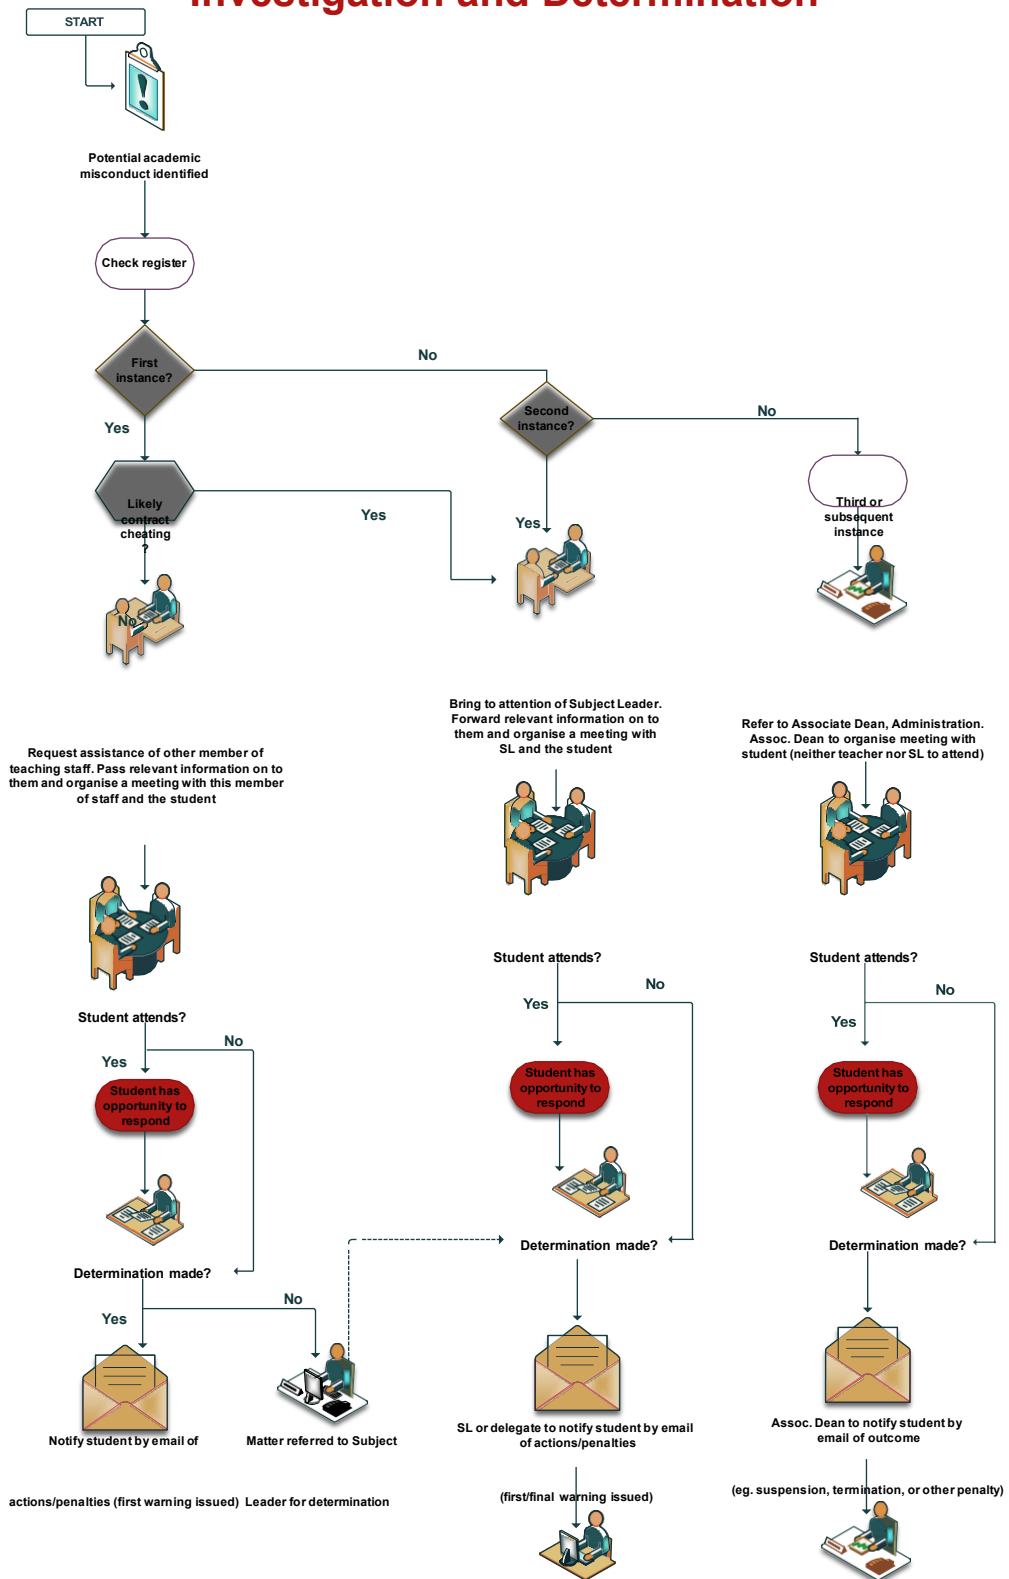 Investigation and Determination
START
Potential academic
misconduct identified
Check register
First
instance?
No
Second
instance?
No
Yes
Likely
contract
cheating
?
Yes
Yes
Third or
subsequent
instance
No
Bring to attention of Subject Leader.
Forward relevant information on to
them and organise a meeting with
SL and the student
Refer to Associate Dean, Administration.
Assoc. Dean to organise meeting with
student (neither teacher nor SL to attend)
Request assistance of other member of
teaching staff. Pass relevant information on to
them and organise a meeting with this member
of staff and the student
Student attends?
No
Yes
Student has
opportunity to
respond
Determination made?
No
Yes
Student attends?
No
Yes
Student has
opportunity to
respond
Determination made?
Student attends?
No
Yes
Student has
opportunity to
respond
Determination made?
Notify student by email of
Matter referred to Subject
actions/penalties (first warning issued) Leader for determination
SL or delegate to notify student by email
of actions/penalties
(first/final warning issued)
Assoc. Dean to notify student by
email of outcome
(eg. suspension, termination, or other penalty)